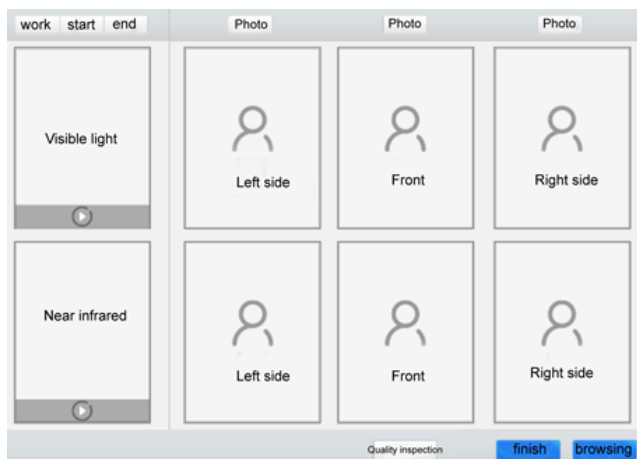 work start end Photo Photo Photo
Visible light
Left side Front Right side
Near infrared
Left side Front Right side
Quality inspection finish browsing